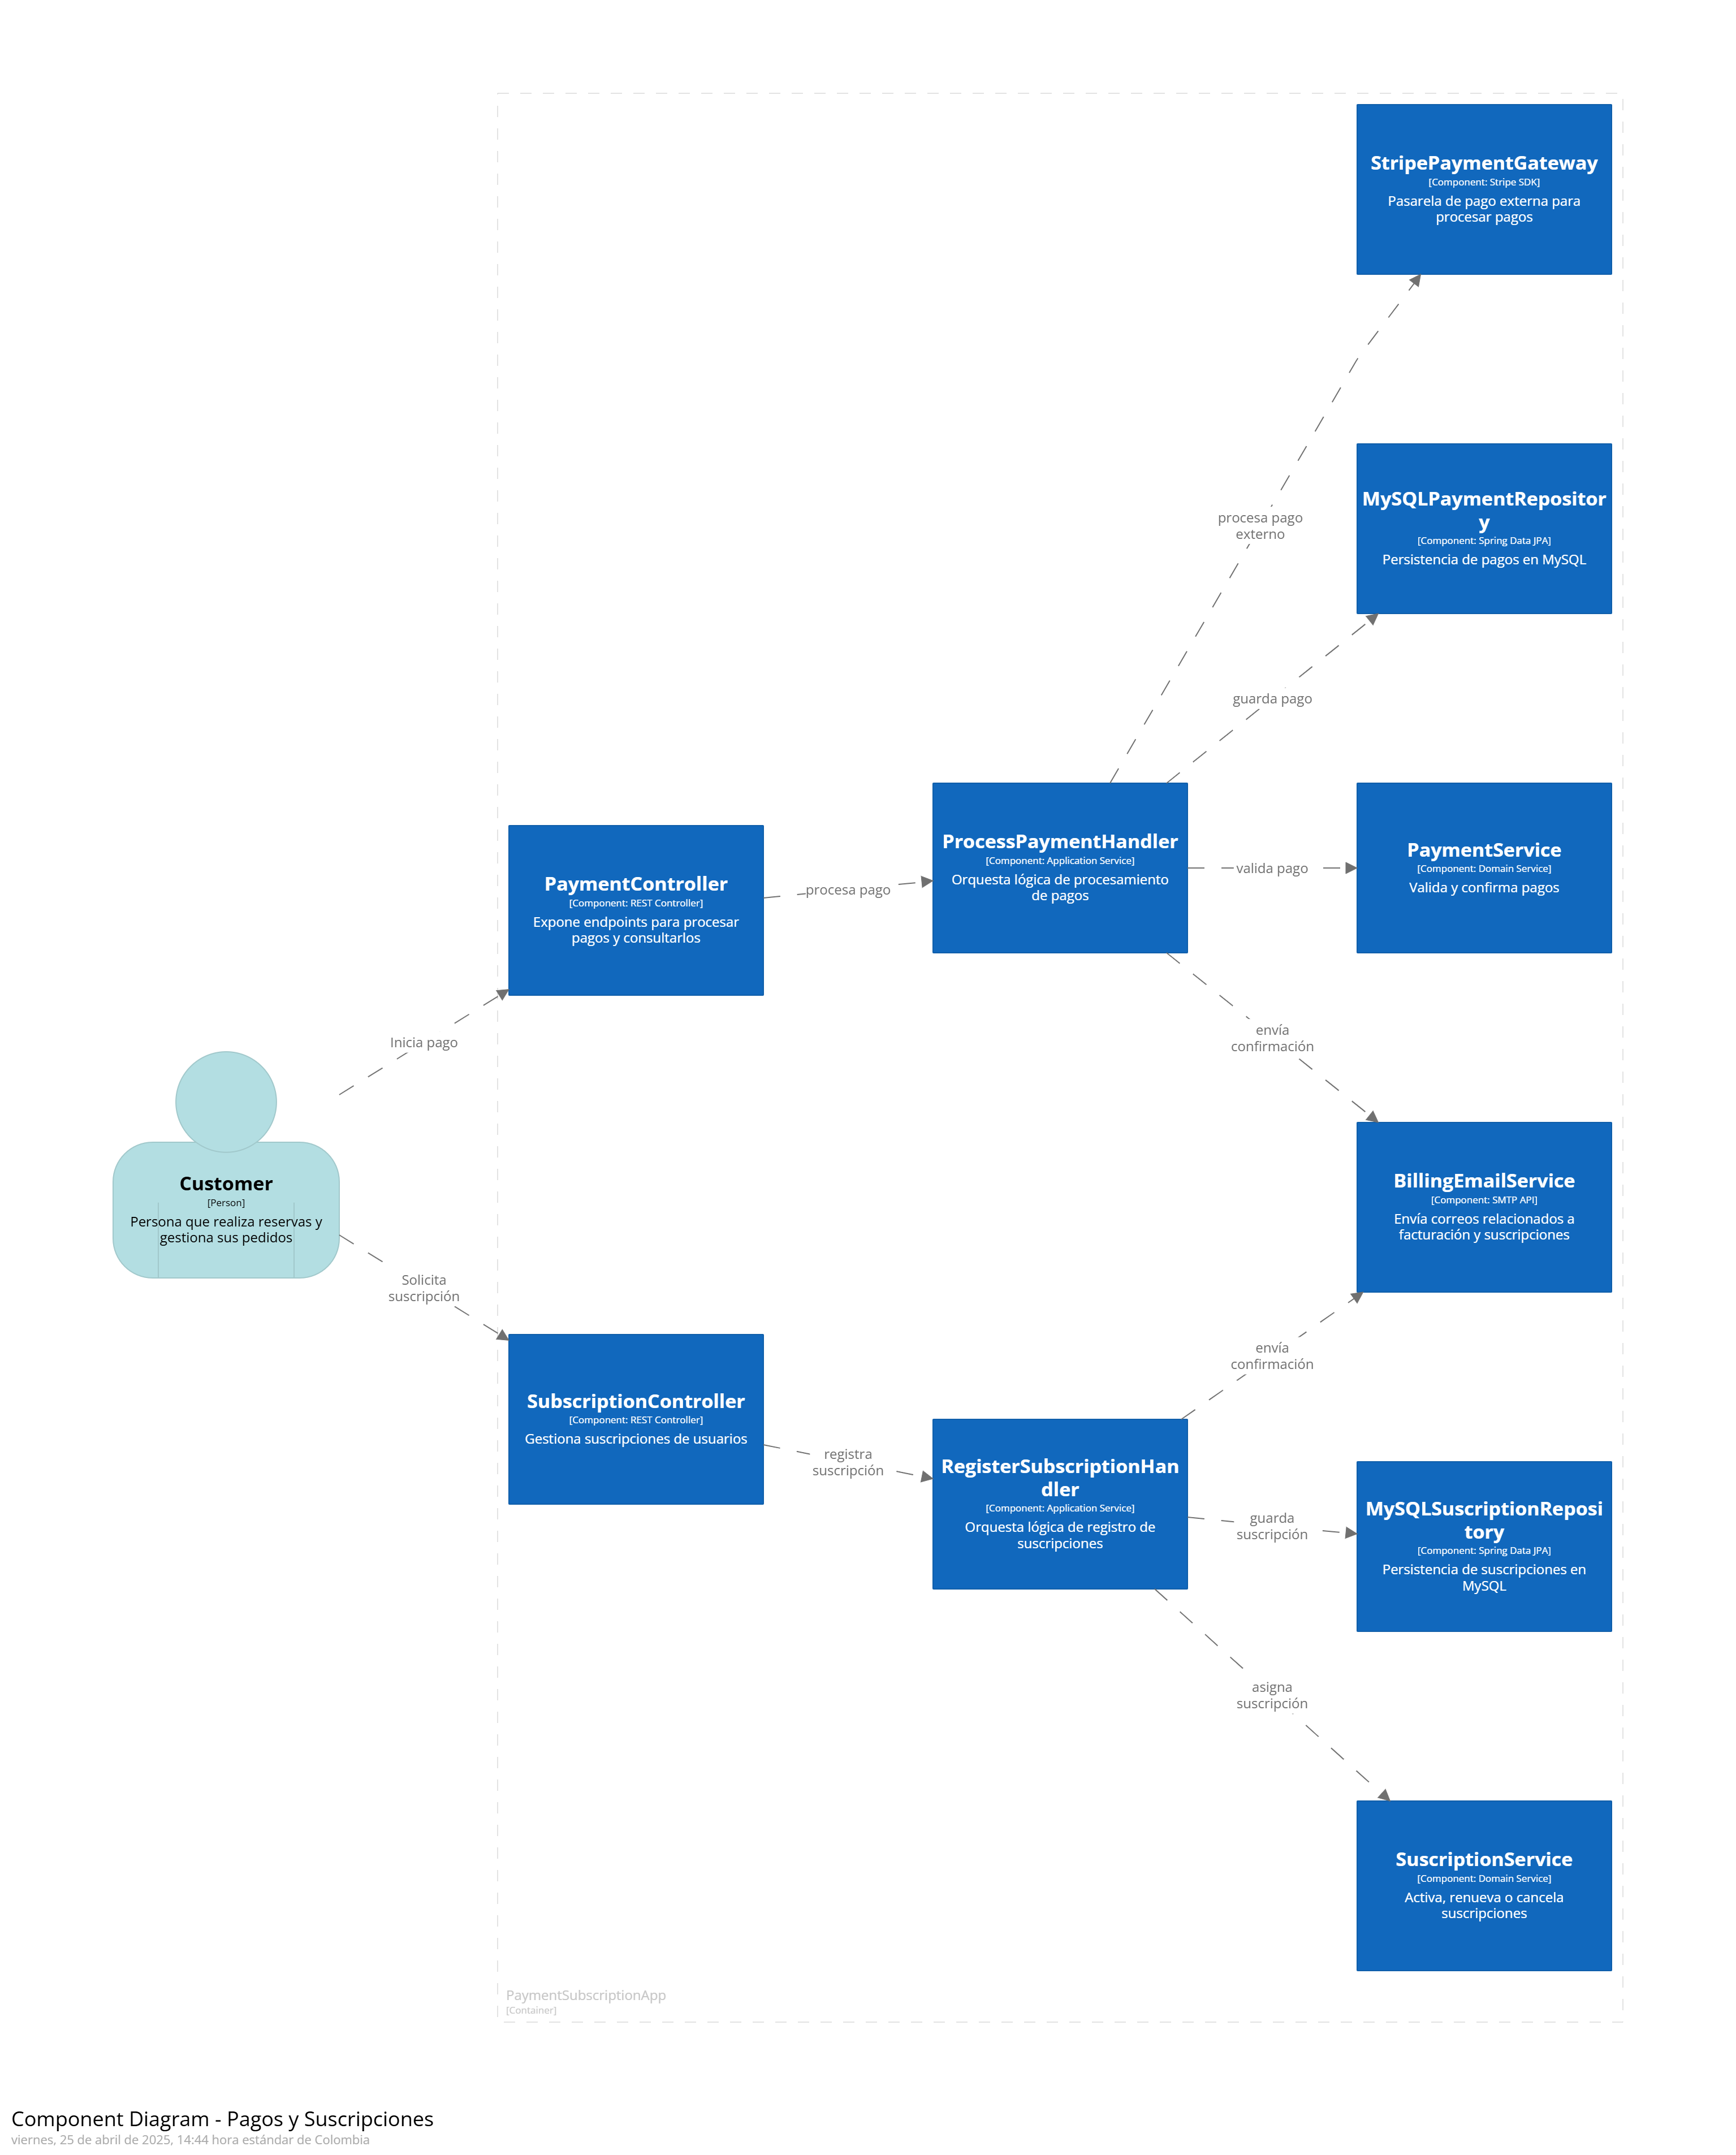 StripePaymentGateway
[Component: Stripe SDK]
Pasarela de pago externa para
procesar pagos
procesa pago
externo
MySQLPaymentRepositor
y
[Component: Spring Data JPA]
Persistencia de pagos en MySQL
guarda pago
PaymentController
[Component: REST Controller]
Expone endpoints para procesar
pagos y consultarlos
procesa pago
ProcessPaymentHandler
[Component: Application Service]
Orquesta lógica de procesamiento
de pagos
valida pago
PaymentService
[Component: Domain Service]
Valida y confirma pagos
Inicia pago
envía
confirmación
Customer
[Person]
Persona que realiza reservas y
gestiona sus pedidos
BillingEmailService
[Component: SMTP API]
Envía correos relacionados a
facturación y suscripciones
Solicita
suscripción
envía
confirmación
SubscriptionController
[Component: REST Controller]
Gestiona suscripciones de usuarios
registra
suscripción
RegisterSubscriptionHan
dler
[Component: Application Service]
Orquesta lógica de registro de
suscripciones
guarda
suscripción
MySQLSuscriptionReposi
tory
[Component: Spring Data JPA]
Persistencia de suscripciones en
MySQL
asigna
suscripción
SuscriptionService
[Component: Domain Service]
Activa, renueva o cancela
suscripciones
PaymentSubscriptionApp
[Container]
Component Diagram - Pagos y Suscripciones
viernes, 25 de abril de 2025, 14:44 hora estándar de Colombia